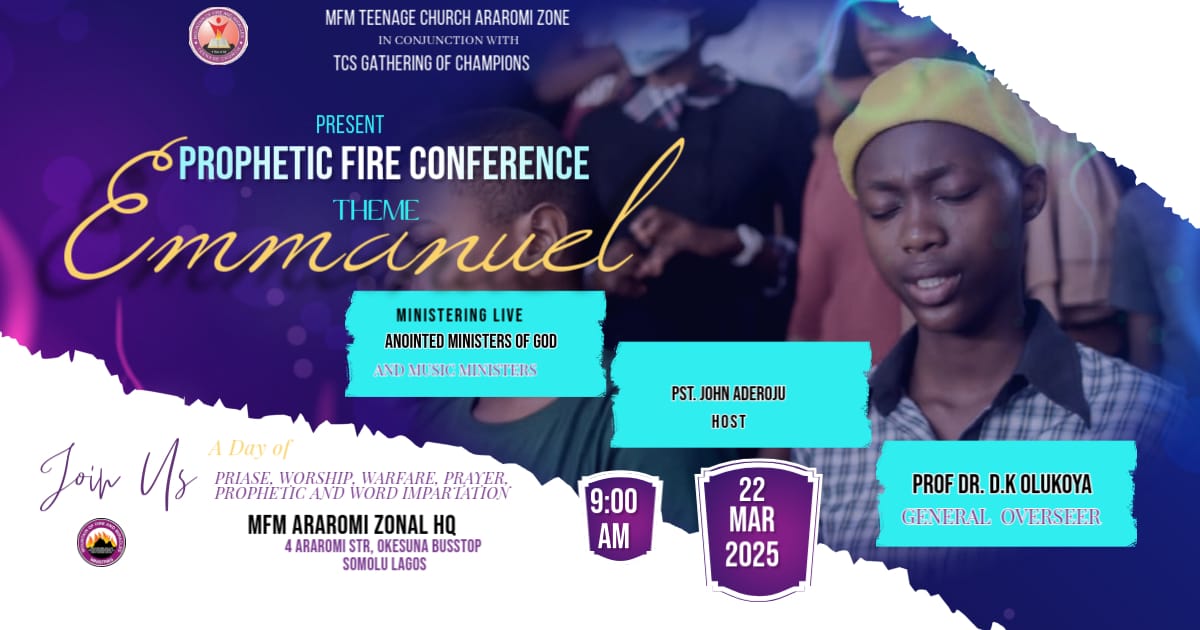 MFM TEENAGE CHURCH ARAROMI ZONE
IN CONJUNCTION WITH
TCS GATHERING OF CHAMPIONS
PRESENT
PROPHETIC FIRE CONFERENCE
THEME
Emmanuel
MINISTERING LIVE
ANOINTED MINISTERS OF GOD
AND MUSIC MINISTERS
PST. JOHN ADEROJU
HOST
PROF DR. D.K OLUKOYA
GENERAL OVERSEER
Join Us
A Day of
PRIASE, WORSHIP, WARFARE, PRAYER,
PROPHETIC AND WORD IMPARTATION
MFM ARAROMI ZONAL HQ
4 ARAROMI STR, OKESUNA BUSSTOP
SOMOLU LAGOS
9:00
AM
22
MAR
2025